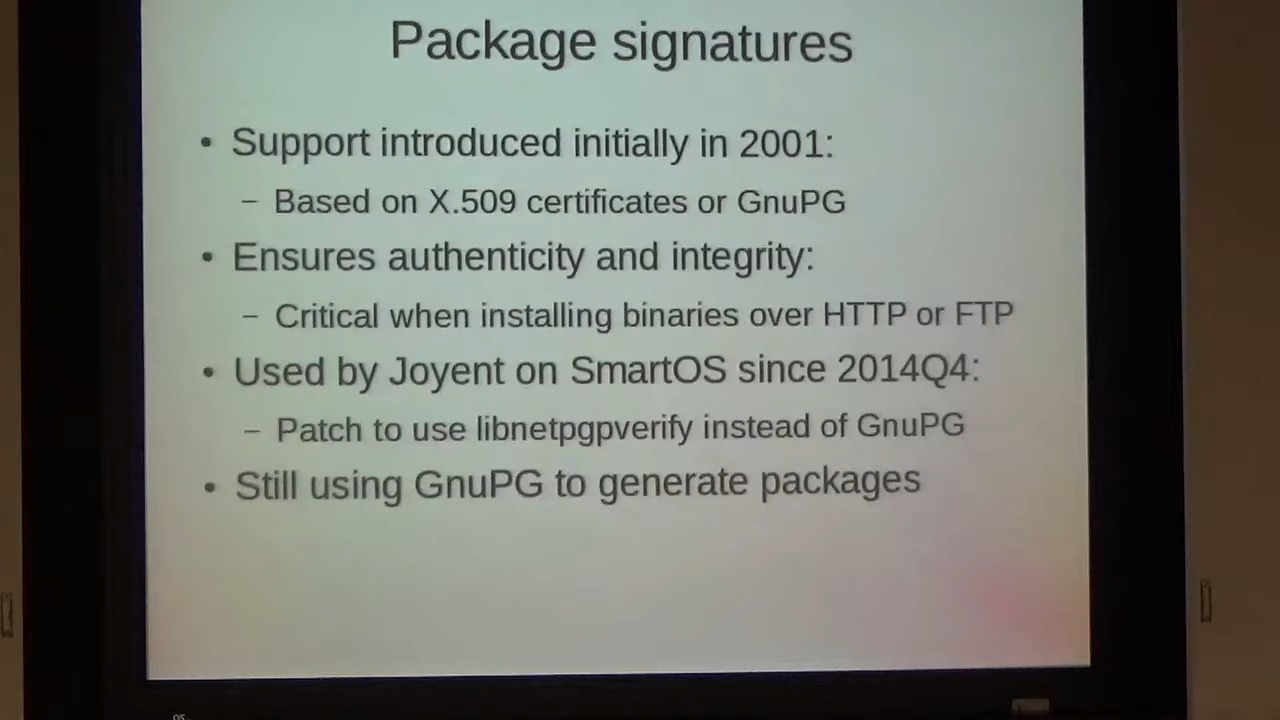 Package signatures
• Support introduced initially in 2001:
– Based on X.509 certificates or GnuPG
• Ensures authenticity and integrity:
– Critical when installing binaries over HTTP or FTP
• Used by Joyent on SmartOS since 2014Q4:
– Patch to use libnetpgpverify instead of GnuPG
• Still using GnuPG to generate packages